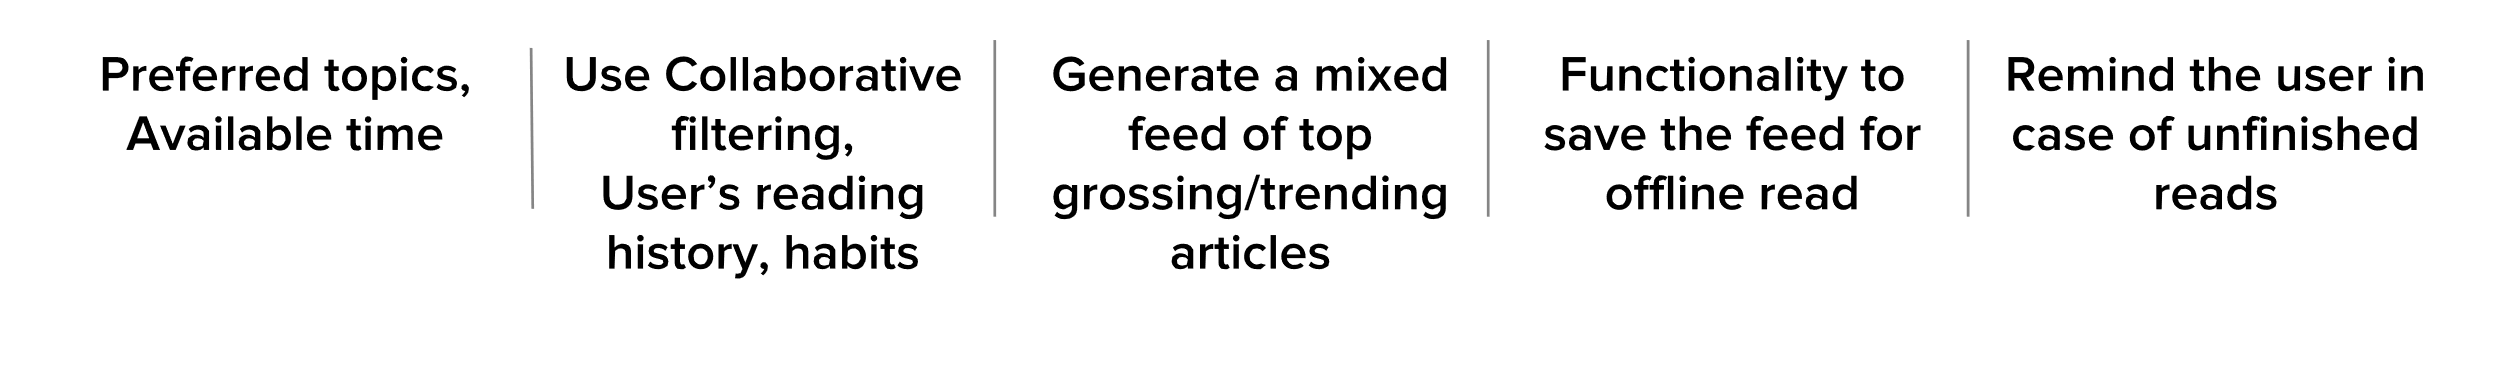 Preferred topics,
Available time
Use Collaborative
filtering,
User's reading
history, habits
Generate a mixed
feed of top
grossing/trending
articles
Functionality to
save the feed for
offline read
Remind the user in
case of unfinished
reads